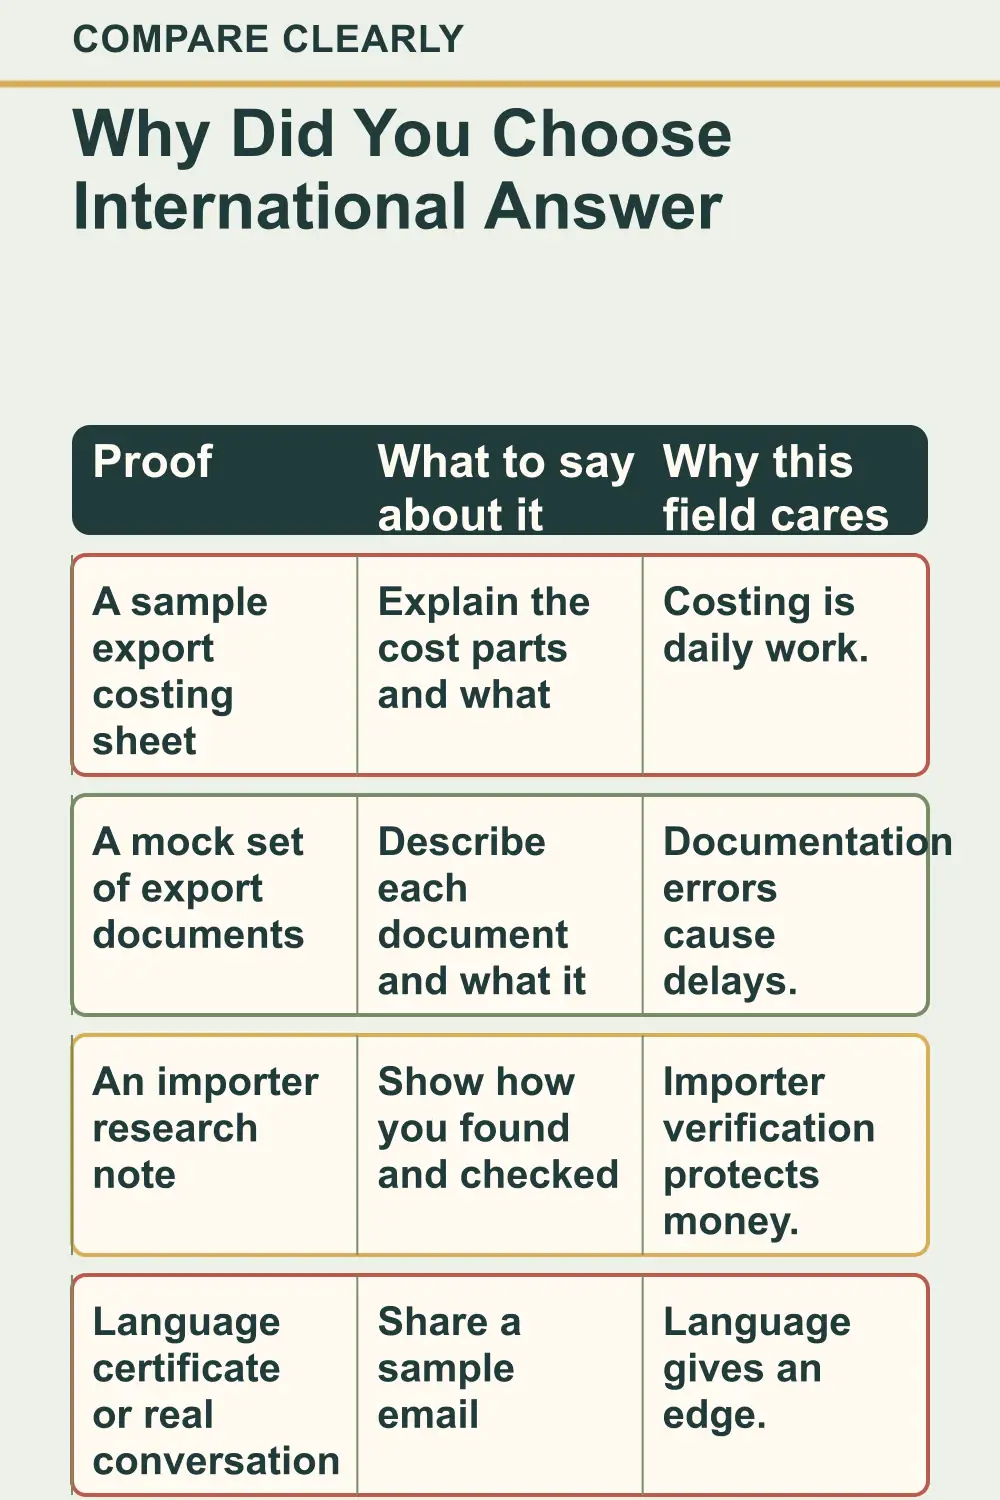 COMPARE CLEARLY
Why Did You Choose
International Answer
Proof
What to say
about it
Why this
field cares
A sample
export
costing
sheet
Explain the
cost parts
and what
Costing is
daily work.
A mock set
of export
documents
Describe
each
document
and what it
Documentation
errors
cause
delays.
An importer
research
note
Show how
you found
and checked
Importer
verification
protects
money.
Language
certificate
or real
conversation
Share a
sample
email
Language
gives an
edge.